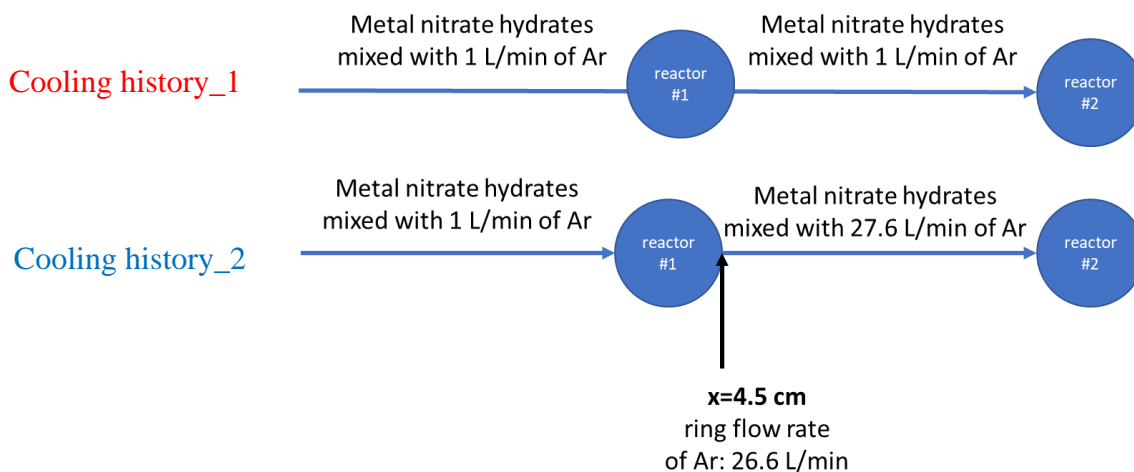 Cooling history_1
Metal nitrate hydrates
mixed with 1 L/min of Ar
reactor
#1
Metal nitrate hydrates
mixed with 1 L/min of Ar
reactor
#2
Cooling history_2
Metal nitrate hydrates
mixed with 1 L/min of Ar
reactor
#1
Metal nitrate hydrates
mixed with 27.6 L/min of Ar
reactor
#2
x=4.5 cm
ring flow rate
of Ar: 26.6 L/min